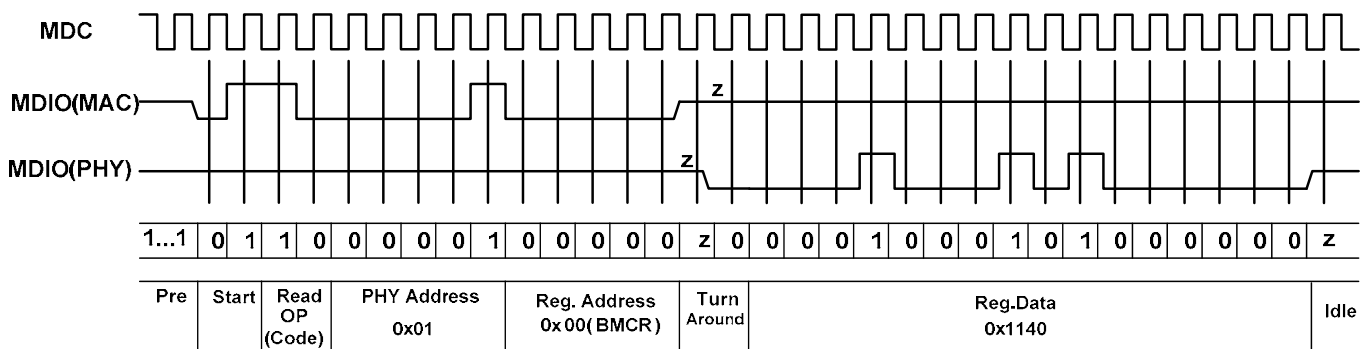 MDC
MDIO(MAC)
z
MDIO(PHY)
z
1...1 0 1 1 0 0 0 0 0 1 0 0 0 0 0 z 0 0 0 0 1 0 0 0 1 0 1 0 0 0 0 0 0 z
Pre
Start
Read
OP
(Code)
PHY Address
0x01
Reg. Address
0x00(BMCR)
Turn
Around
Reg.Data
0x1140
Idle